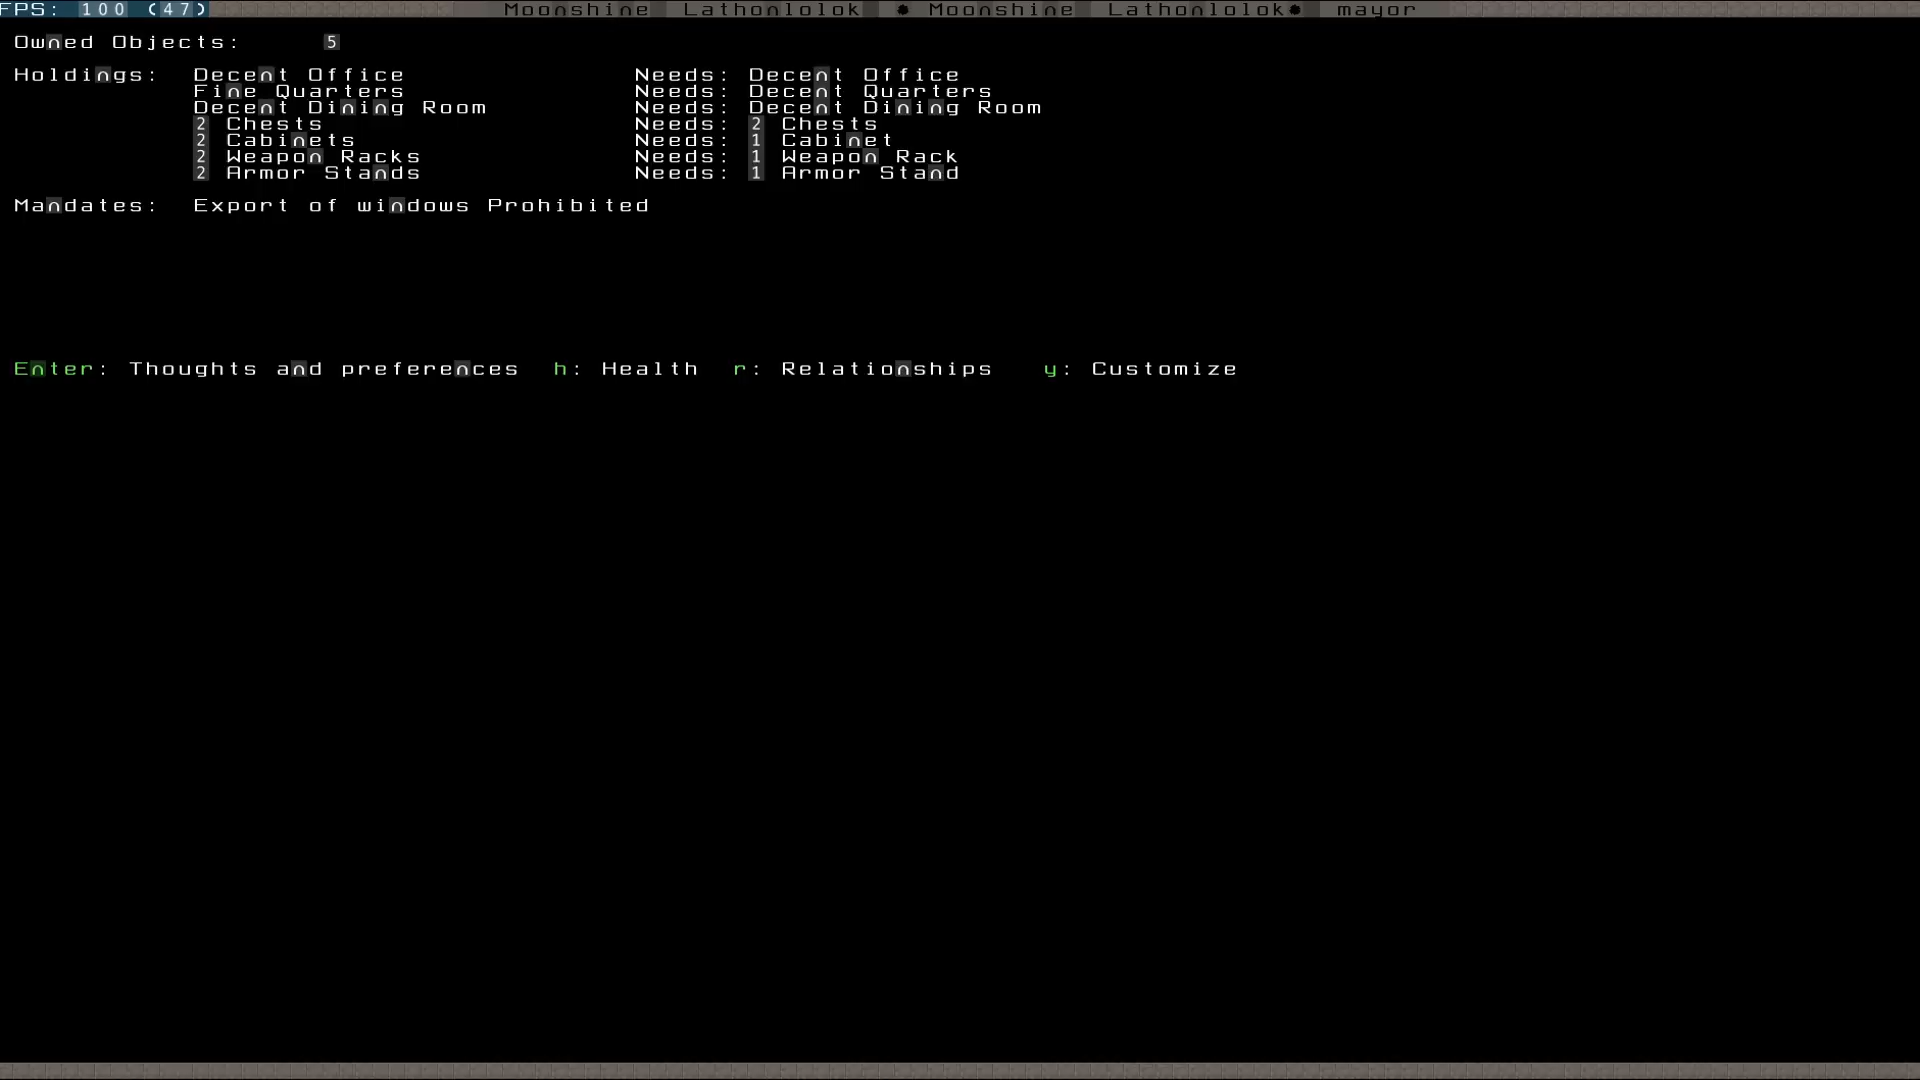 FPS: 100 (47) Moonshine Lathonlolok ● Moonshine Lathonlolok● mayor
Owned Objects: 5
Holdings: Decent Office Needs: Decent Office
Fine Quarters Needs: Decent Quarters
Decent Dining Room Needs: Decent Dining Room
2 Chests Needs: 2 Chests
2 Cabinets Needs: 1 Cabinet
2 Weapon Racks Needs: 1 Weapon Rack
2 Armor Stands Needs: 1 Armor Stand
Mandates: Export of windows Prohibited
Enter: Thoughts and preferences h: Health r: Relationships y: Customize